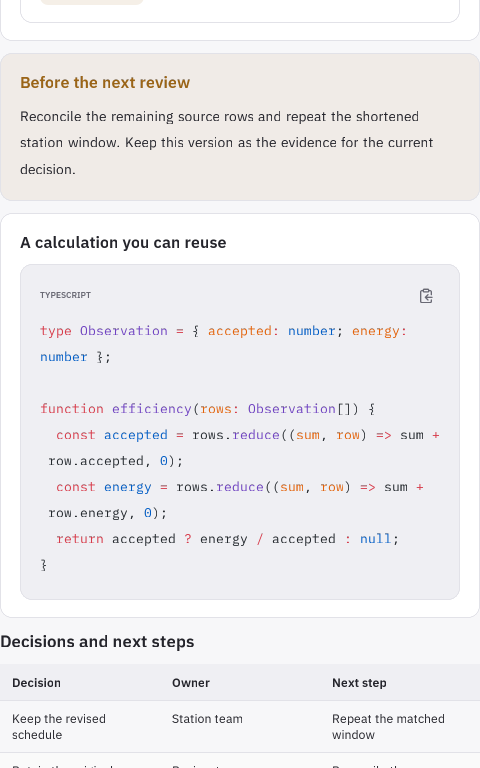 Before the next review
Reconcile the remaining source rows and repeat the shortened
station window. Keep this version as the evidence for the current
decision.
A calculation you can reuse
TYPESCRIPT
type Observation = { accepted: number; energy:
number };
function efficiency(rows: Observation[]) {
  const accepted = rows.reduce((sum, row) => sum +
 row.accepted, 0);
  const energy = rows.reduce((sum, row) => sum +
 row.energy, 0);
  return accepted ? energy / accepted : null;
}
Decisions and next steps
Decision Owner Next step
Keep the revised Station team Repeat the matched
schedule window